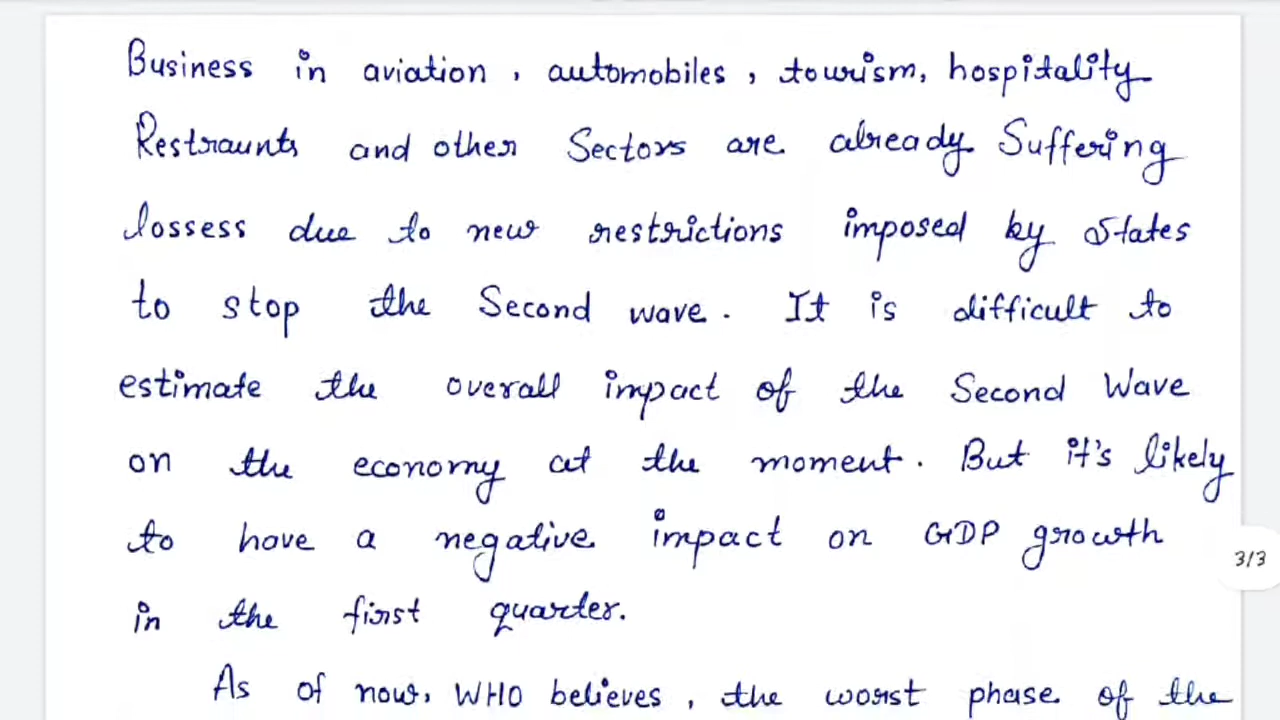 Business in aviation, automobiles, tourism, hospitality
Restraunts and other Sectors are already Suffering
lossess due to new restrictions imposed by States
to stop the Second wave. It is difficult to
estimate the overall impact of the Second Wave
on the economy at the moment. But it's likely
to have a negative impact on GDP growth
3/3
in the first quarter.
As of now, WHO believes, the worst phase of the